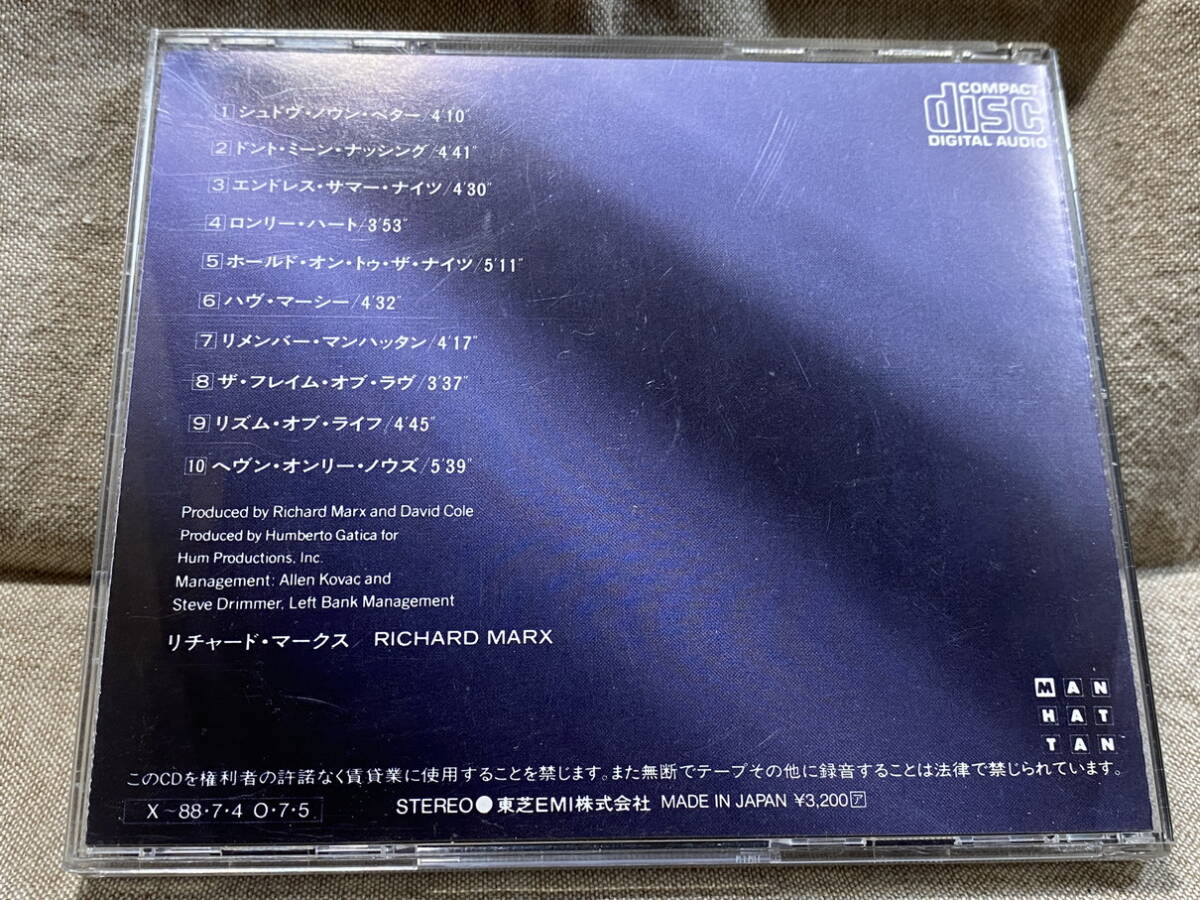 COMPACT
disc
DIGITAL AUDIO
1 シュドヴ・ノウン・ベター/4'10"
2 ドント・ミーン・ナッシング/4'41"
3 エンドレス・サマー・ナイツ/4'30"
4 ロンリー・ハート/3'53"
5 ホールド・オン・トゥ・ザ・ナイツ/5'11"
6 ハヴ・マーシー/4'32"
7 リメンバー・マンハッタン/4'17"
8 ザ・フレイム・オブ・ラヴ/3'37"
9 リズム・オブ・ライフ/4'45"
10 ヘヴン・オンリー・ノウズ/5'39"
Produced by Richard Marx and David Cole
Produced by Humberto Gatica for
Hum Productions, Inc.
Management: Allen Kovac and
Steve Drimmer, Left Bank Management
リチャード・マークス/ RICHARD MARX
MAN
HAT
TAN
このCDを権利者の許諾なく賃貸業に使用することを禁じます。また無断でテープその他に録音することは法律で禁じられています。
X～88・7・4 O・7・5
STEREO●東芝EMI株式会社 MADE IN JAPAN ¥3,200ア